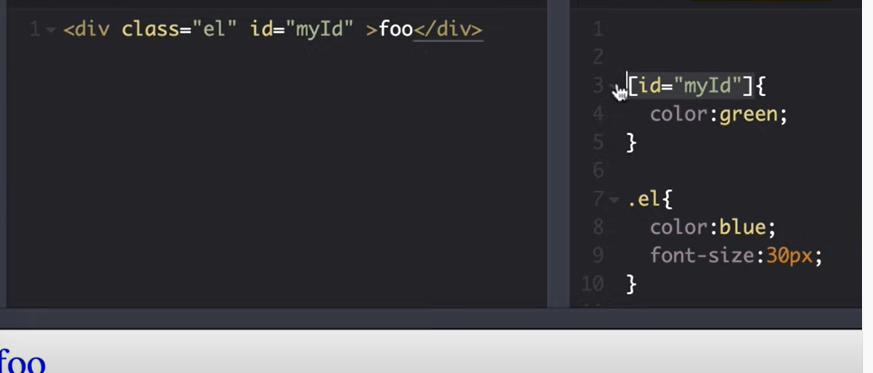 1 <div class="el" id="myId" >foo</div>
1
2
3 [id="myId"]{
4 color:green;
5 }
6
7 .el{
8 color:blue;
9 font-size:30px;
10 }
foo